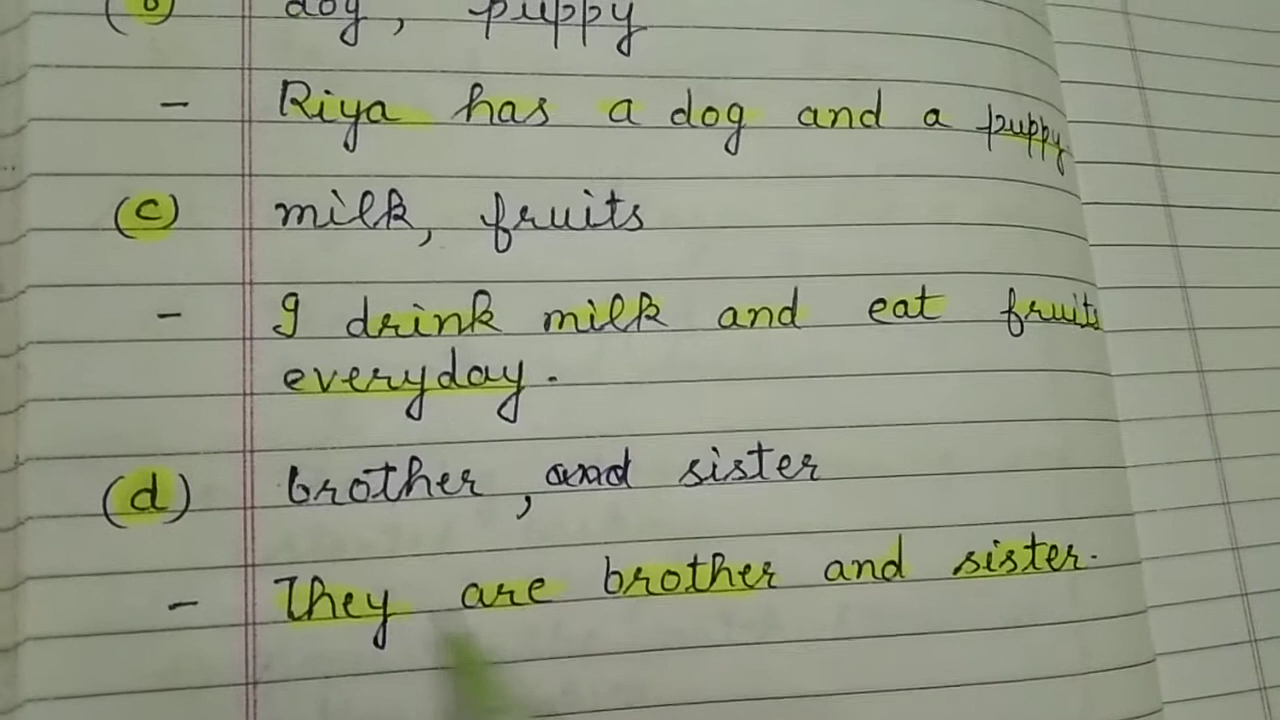 (b) dog, puppy
- Riya has a dog and a puppy
(c) milk, fruits
- I drink milk and eat fruits
everyday.
(d) brother, and sister
- They are brother and sister.